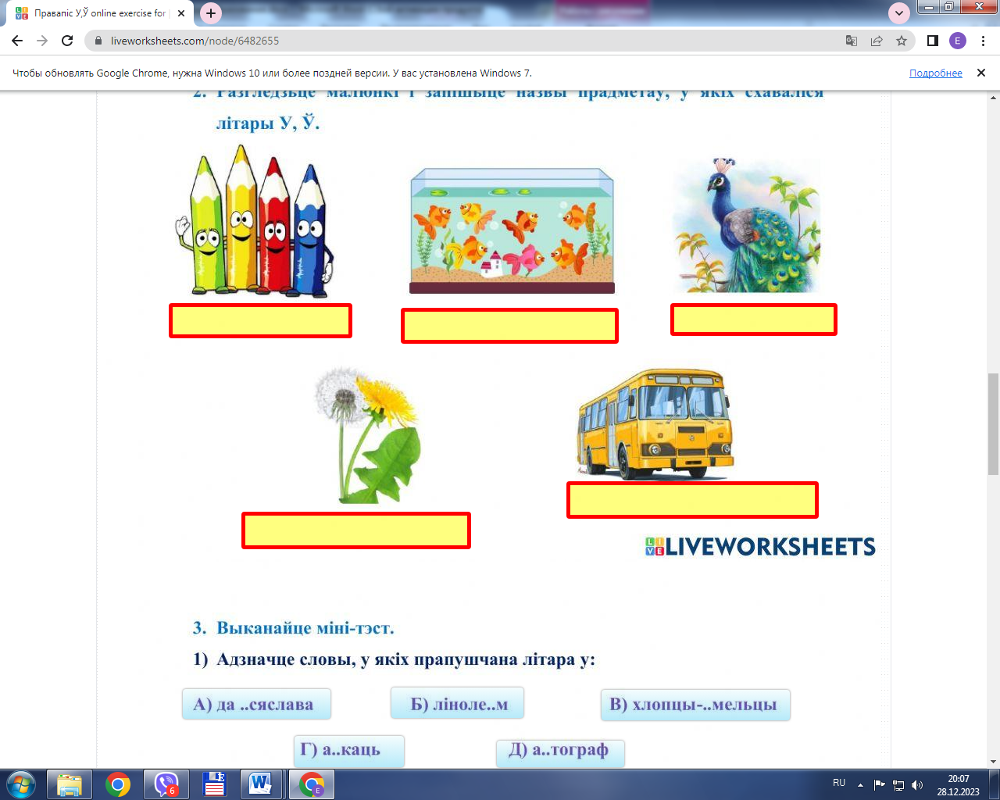 Правапіс У,Ў online exercise for
liveworksheets.com/node/6482655
E
Чтобы обновлять Google Chrome, нужна Windows 10 или более поздней версии. У вас установлена Windows 7.
Подробнее
2. Разгледзьце малюнкі і запішыце назвы прадметаў, у якіх схаваліся
літары У, Ў.
LIVEWORKSHEETS
3. Выканайце міні-тэст.
1) Адзначце словы, у якіх прапушчана літара у:
А) да ..сяслава
Б) ліноле..м
В) хлопцы-..мельцы
Г) а..каць
Д) а..тограф
6
E
RU
20:07
28.12.2023